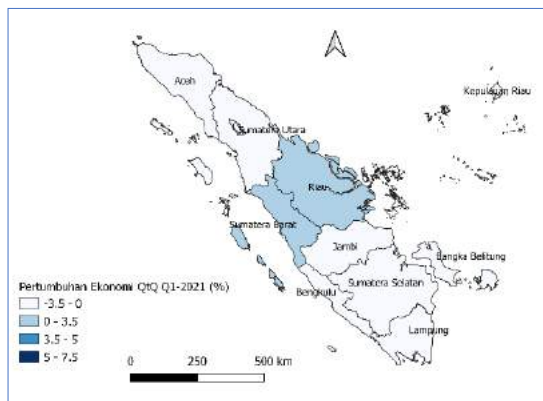 Aceh
Kepulauan Riau
Sumatera Utara
Riau
Sumatera Barat
Jambi
Bangka Belitung
Pertumbuhan Ekonomi QtQ Q1-2021 (%)
-3.5 - 0
0 - 3.5
3.5 - 5
5 - 7.5
Bengkulu
Sumatera Selatan
Lampung
0 250 500 km